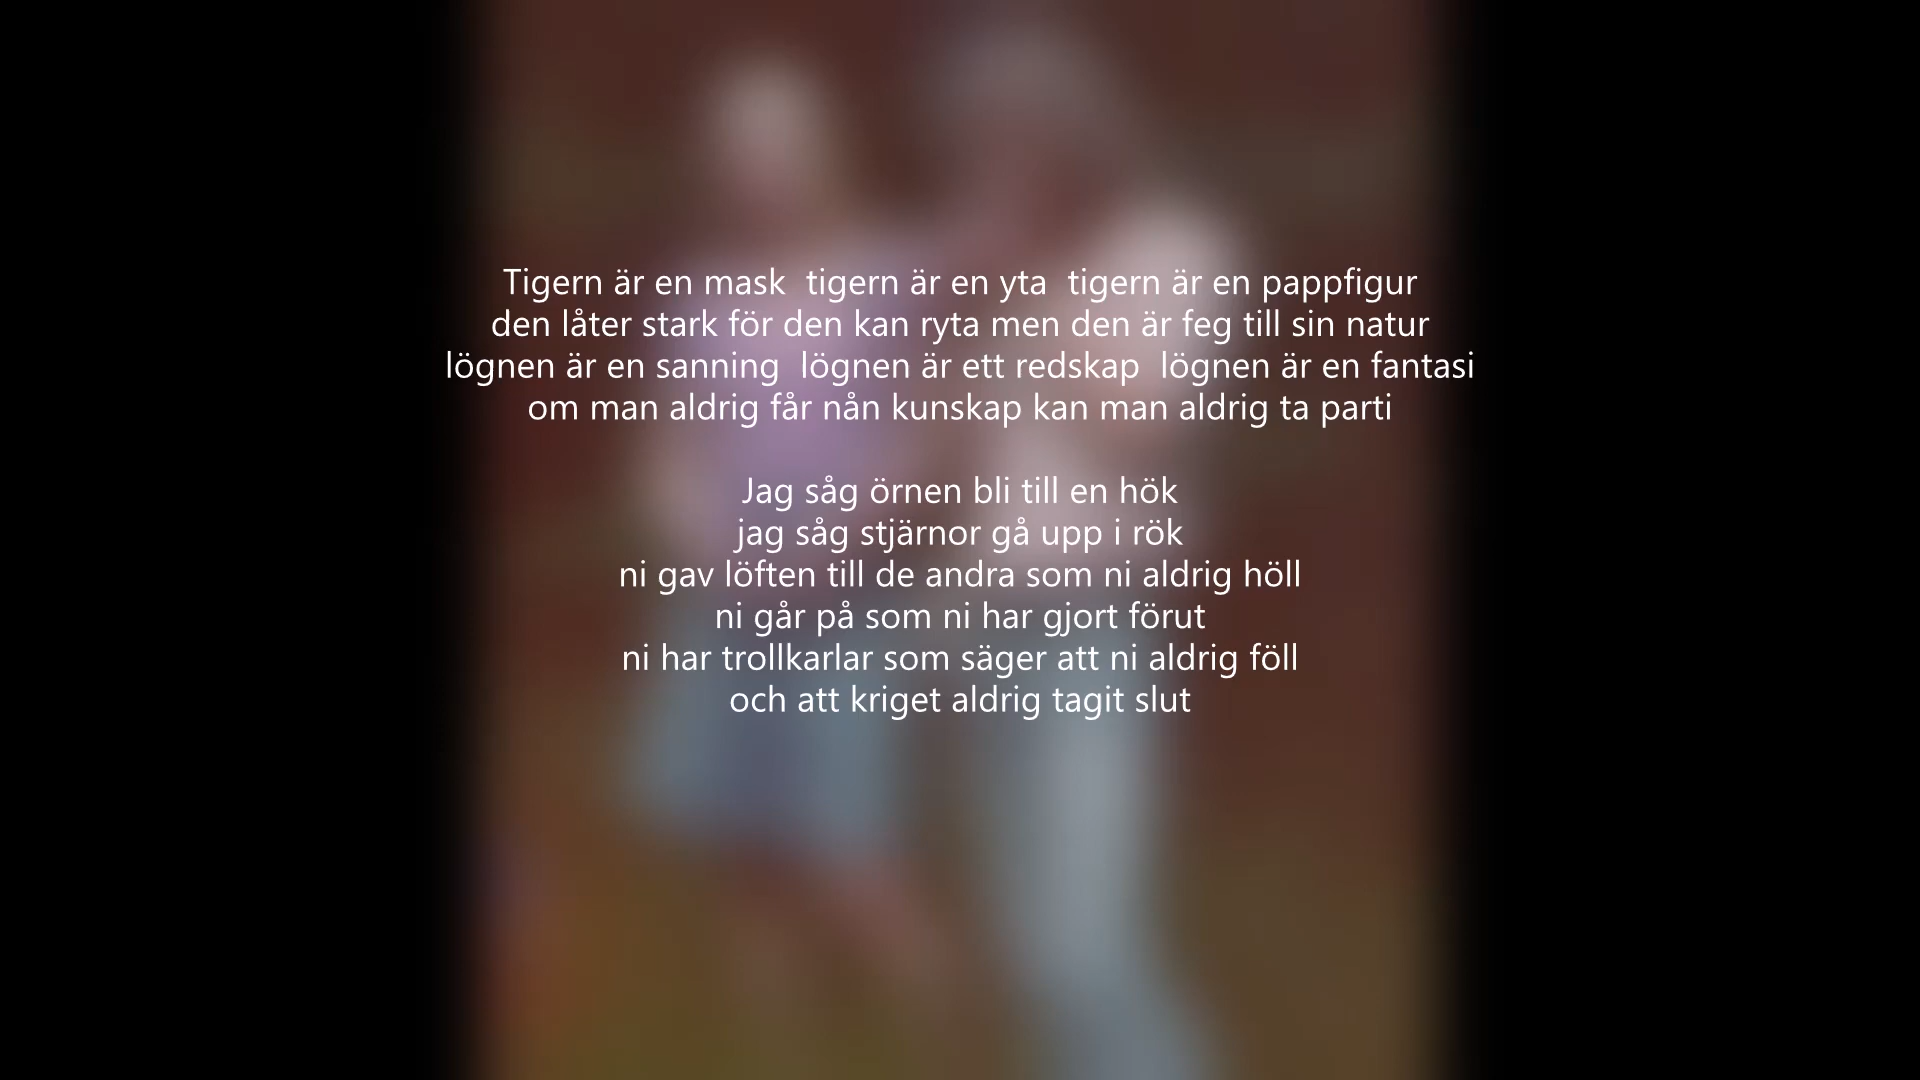 Tigern är en mask  tigern är en yta  tigern är en pappfigur
den låter stark för den kan ryta men den är feg till sin natur
lögnen är en sanning  lögnen är ett redskap  lögnen är en fantasi
om man aldrig får nån kunskap kan man aldrig ta parti

Jag såg örnen bli till en hök
jag såg stjärnor gå upp i rök
ni gav löften till de andra som ni aldrig höll
ni går på som ni har gjort förut
ni har trollkarlar som säger att ni aldrig föll
och att kriget aldrig tagit slut